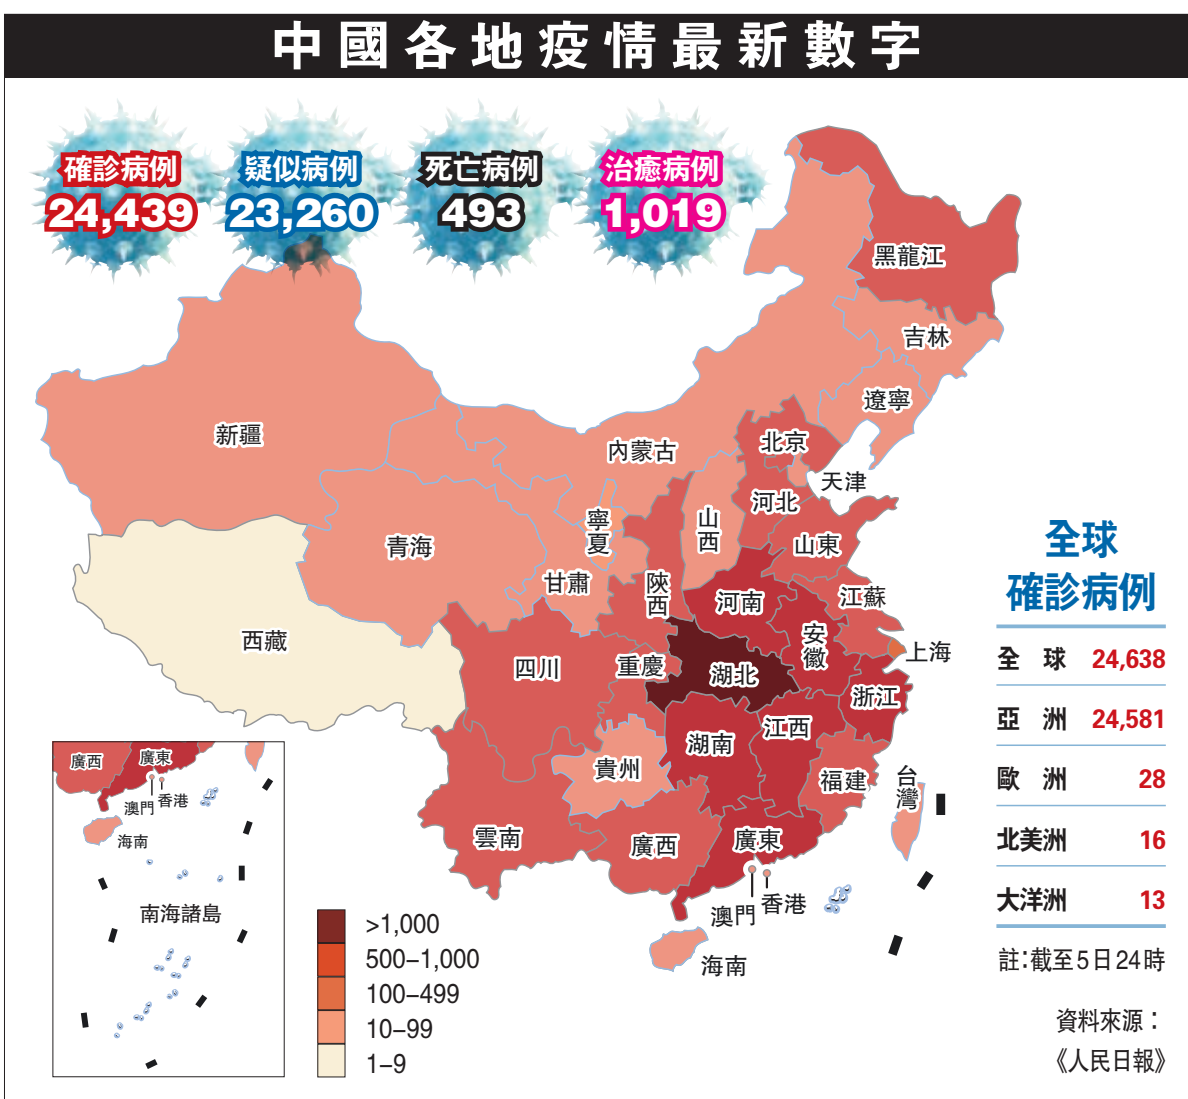 中國各地疫情最新數字
確診病例
24,439
疑似病例
23,260
死亡病例
493
治癒病例
1,019
黑龍江
吉林
遼寧
新疆
內蒙古
北京
天津
河北
山西
寧夏
青海
山東
甘肅
陝西
河南
江蘇
安徽
上海
西藏
四川
重慶
湖北
浙江
湖南
江西
貴州
福建
台灣
雲南
廣西
廣東
澳門
香港
海南
廣西
廣東
澳門
香港
海南
南海諸島
>1,000
500–1,000
100–499
10–99
1–9
全球
確診病例
全球 24,638
亞洲 24,581
歐洲 28
北美洲 16
大洋洲 13
註:截至5日24時
資料來源：
《人民日報》